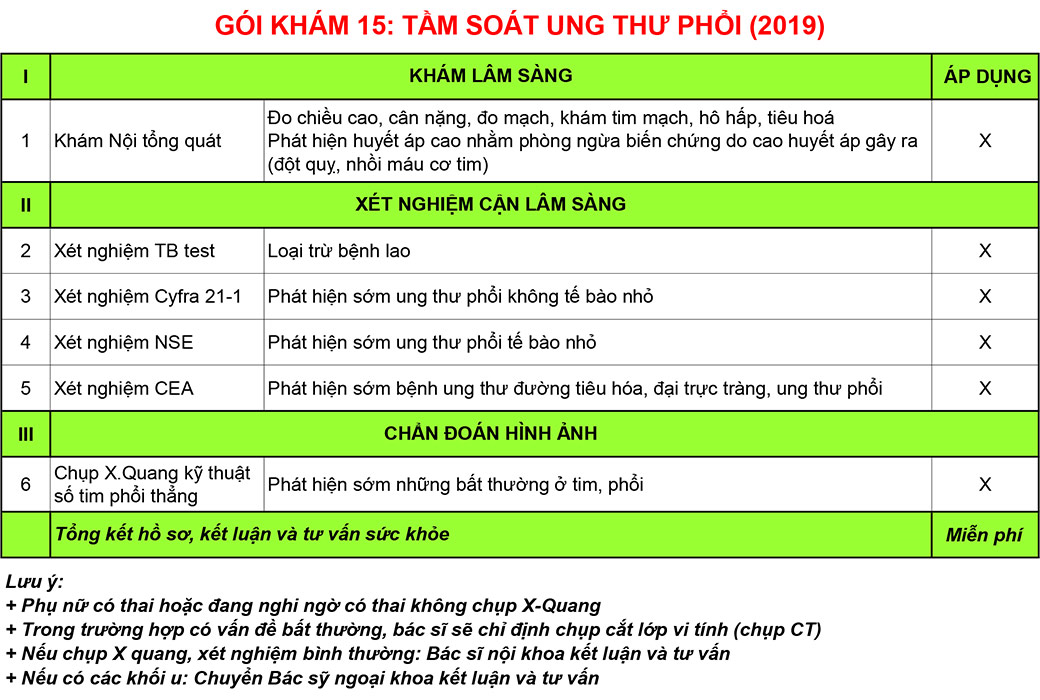 GÓI KHÁM 15: TẦM SOÁT UNG THƯ PHỔI (2019)
I KHÁM LÂM SÀNG ÁP DỤNG
1 Khám Nội tổng quát Đo chiều cao, cân nặng, đo mạch, khám tim mạch, hô hấp, tiêu hoá
Phát hiện huyết áp cao nhằm phòng ngừa biến chứng do cao huyết áp gây ra
(đột quỵ, nhồi máu cơ tim) X
II XÉT NGHIỆM CẬN LÂM SÀNG
2 Xét nghiệm TB test Loại trừ bệnh lao X
3 Xét nghiệm Cyfra 21-1 Phát hiện sớm ung thư phổi không tế bào nhỏ X
4 Xét nghiệm NSE Phát hiện sớm ung thư phổi tế bào nhỏ X
5 Xét nghiệm CEA Phát hiện sớm bệnh ung thư đường tiêu hóa, đại trực tràng, ung thư phổi X
III CHẨN ĐOÁN HÌNH ẢNH
6 Chụp X.Quang kỹ thuật
số tim phổi thẳng Phát hiện sớm những bất thường ở tim, phổi X
Tổng kết hồ sơ, kết luận và tư vấn sức khỏe Miễn phí
Lưu ý:
+ Phụ nữ có thai hoặc đang nghi ngờ có thai không chụp X-Quang
+ Trong trường hợp có vấn đề bất thường, bác sĩ sẽ chỉ định chụp cắt lớp vi tính (chụp CT)
+ Nếu chụp X quang, xét nghiệm bình thường: Bác sĩ nội khoa kết luận và tư vấn
+ Nếu có các khối u: Chuyển Bác sỹ ngoại khoa kết luận và tư vấn